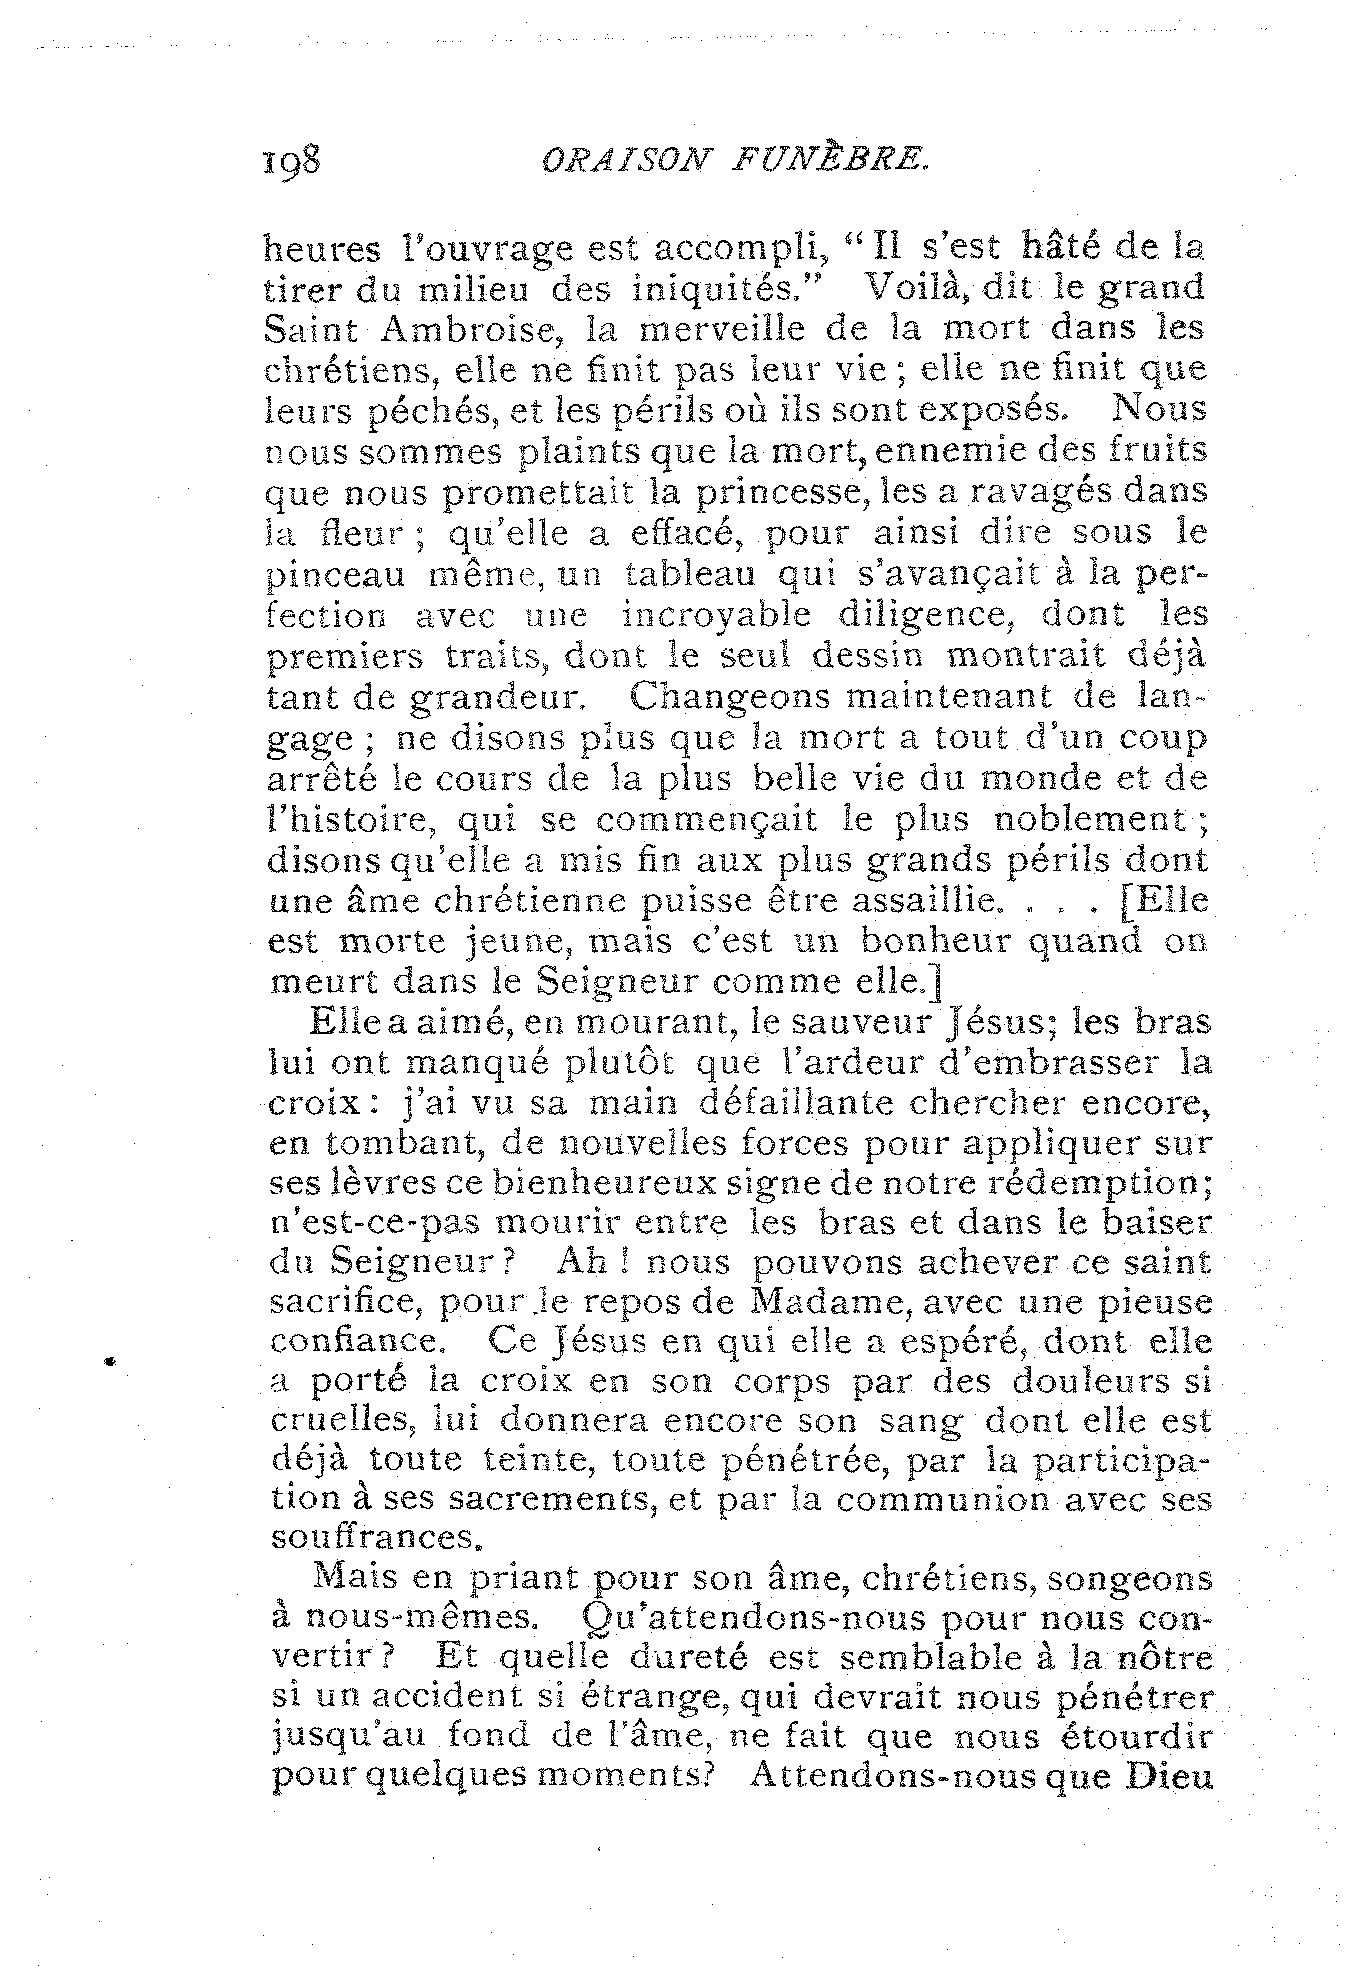 198 ORAISON FUNÈBRE.
heures l'ouvrage est accompli, “ Il s'est hâté de la
tirer du milieu des iniquités.” Voilà, dit le grand
Saint Ambroise, la merveille de la mort dans les
chrétiens, elle ne finit pas leur vie ; elle ne finit que
leurs péchés, et les périls où ils sont exposés. Nous
nous sommes plaints que la mort, ennemie des fruits
que nous promettait la princesse, les a ravagés dans
la fleur ; qu'elle a effacé, pour ainsi dire sous le
pinceau même, un tableau qui s'avançait à la per-
fection avec une incroyable diligence, dont les
premiers traits, dont le seul dessin montrait déjà
tant de grandeur. Changeons maintenant de lan-
gage ; ne disons plus que la mort a tout d'un coup
arrêté le cours de la plus belle vie du monde et de
l'histoire, qui se commençait le plus noblement ;
disons qu'elle a mis fin aux plus grands périls dont
une âme chrétienne puisse être assaillie. . . . [Elle
est morte jeune, mais c'est un bonheur quand on
meurt dans le Seigneur comme elle.]
Elle a aimé, en mourant, le sauveur Jésus; les bras
lui ont manqué plutôt que l'ardeur d'embrasser la
croix : j'ai vu sa main défaillante chercher encore,
en tombant, de nouvelles forces pour appliquer sur
ses lèvres ce bienheureux signe de notre rédemption;
n'est-ce-pas mourir entre les bras et dans le baiser
du Seigneur ? Ah ! nous pouvons achever ce saint
sacrifice, pour le repos de Madame, avec une pieuse
confiance. Ce Jésus en qui elle a espéré, dont elle
a porté la croix en son corps par des douleurs si
cruelles, lui donnera encore son sang dont elle est
déjà toute teinte, toute pénétrée, par la participa-
tion à ses sacrements, et par la communion avec ses
souffrances.
Mais en priant pour son âme, chrétiens, songeons
à nous-mêmes. Qu'attendons-nous pour nous con-
vertir ? Et quelle dureté est semblable à la nôtre
si un accident si étrange, qui devrait nous pénétrer
jusqu'au fond de l'âme, ne fait que nous étourdir
pour quelques moments? Attendons-nous que Dieu